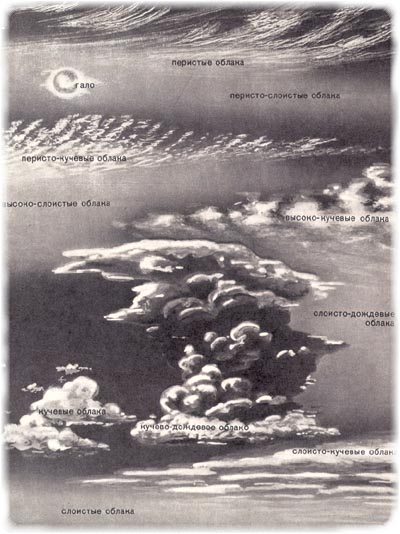 перистые облака
гало
перисто-слоистые облака
перисто-кучевые облака
высоко-слоистые облака
высоко-кучевые облака
слоисто-дождевые
облака
кучевые облака
кучево-дождевое облако
слоисто-кучевые облак
слоистые облака